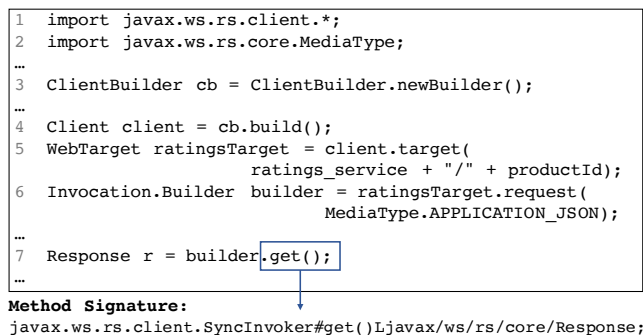 1 import javax.ws.rs.client.*;
2 import javax.ws.rs.core.MediaType;
…
3 ClientBuilder cb = ClientBuilder.newBuilder();
…
4 Client client = cb.build();
5 WebTarget ratingsTarget = client.target(
ratings_service + "/" + productId);
6 Invocation.Builder builder = ratingsTarget.request(
MediaType.APPLICATION_JSON);
…
7 Response r = builder.get();
…
Method Signature:
javax.ws.rs.client.SyncInvoker#get()Ljavax/ws/rs/core/Response;